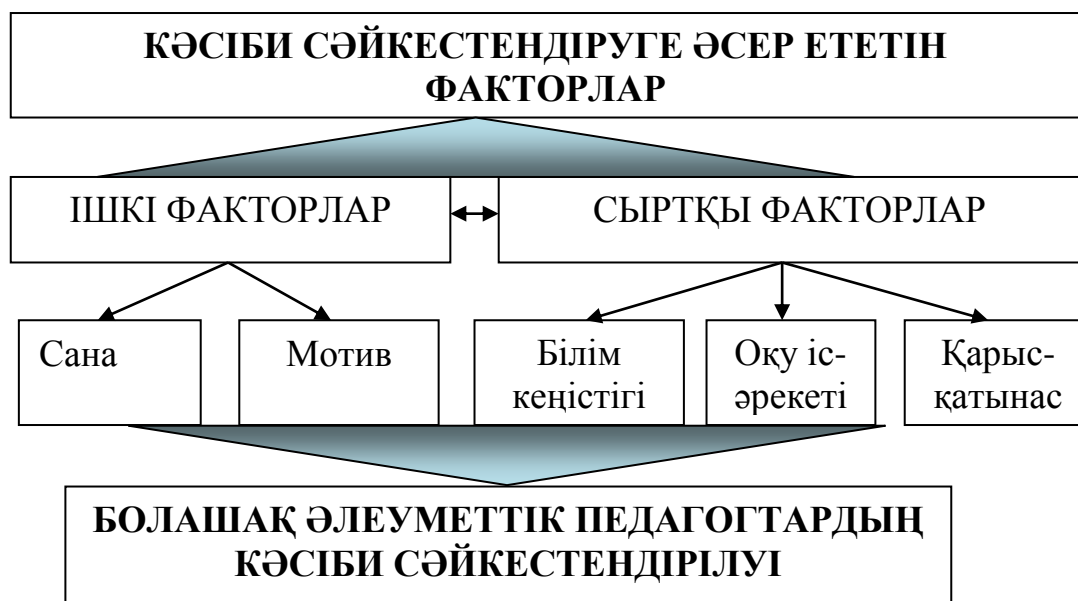 КӘСІБИ СӘЙКЕСТЕНДІРУГЕ ӘСЕР ЕТЕТІН
ФАКТОРЛАР
ІШКІ ФАКТОРЛАР
СЫРТҚЫ ФАКТОРЛАР
Сана
Мотив
Білім
кеңістігі
Оқу іс-
әрекеті
Қарыс-
қатынас
БОЛАШАҚ ӘЛЕУМЕТТІК ПЕДАГОГТАРДЫҢ
КӘСІБИ СӘЙКЕСТЕНДІРІЛУІ